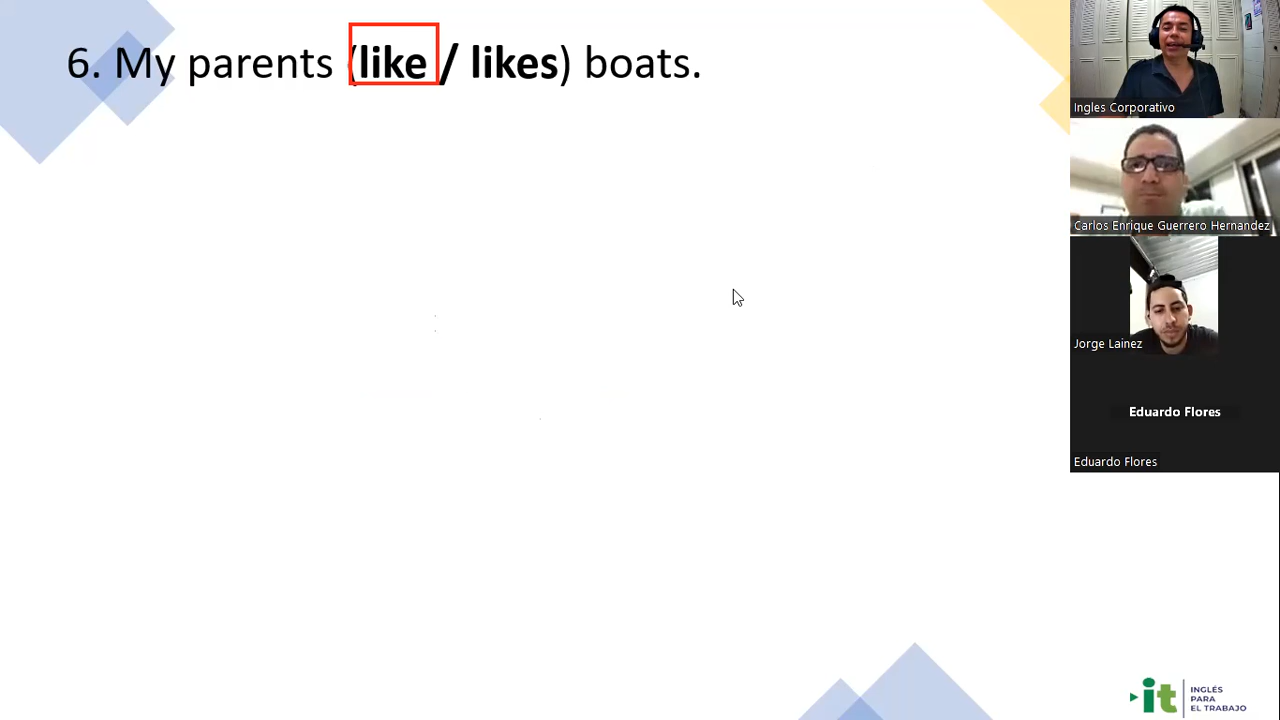 6. My parents (like / likes) boats.
Ingles Corporativo
Carlos Enrique Guerrero Hernandez
Jorge Lainez
Eduardo Flores
Eduardo Flores
it
INGLÉS
PARA
EL TRABAJO